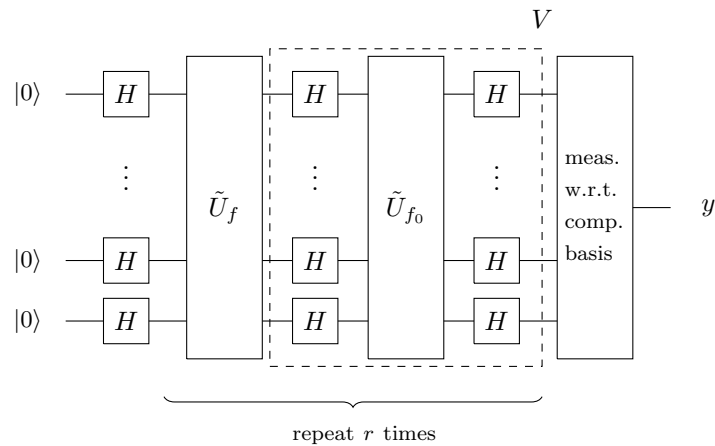 V
|0⟩ H H H
⋮ ⋮ ⋮
Ũ_f Ũ_{f_0}
meas.
w.r.t.
comp.
basis
y
|0⟩ H H H
|0⟩ H H H
repeat r times